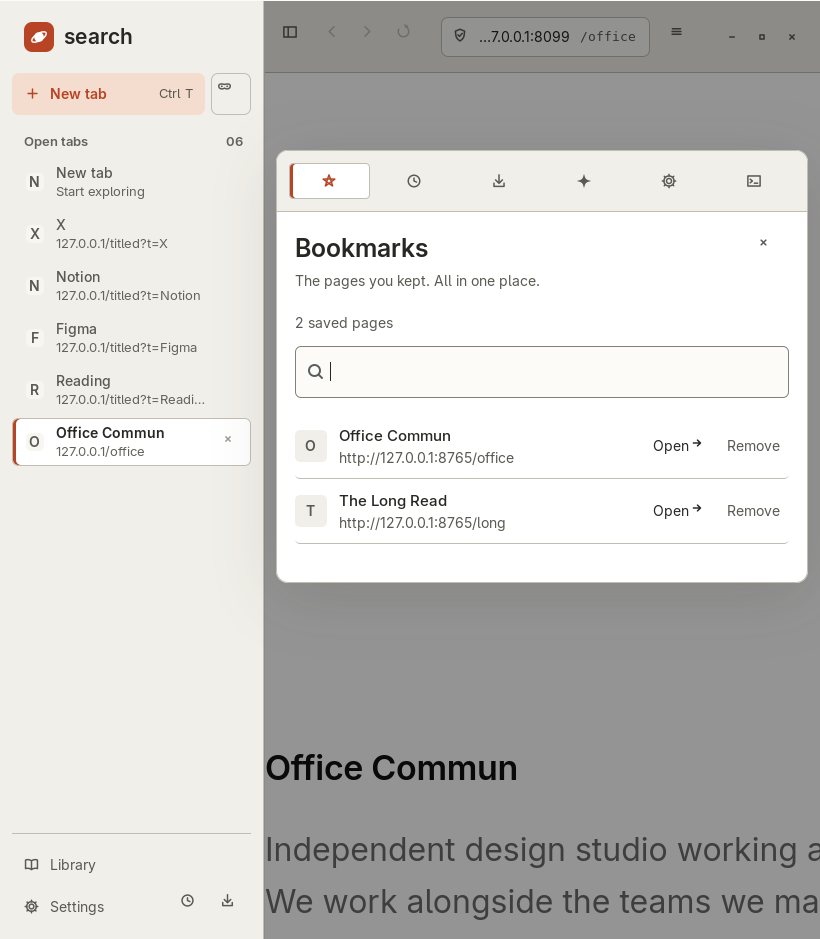 search
New tab
Ctrl T
Open tabs
06
N
New tab
Start exploring
X
X
127.0.0.1/titled?t=X
N
Notion
127.0.0.1/titled?t=Notion
F
Figma
127.0.0.1/titled?t=Figma
R
Reading
127.0.0.1/titled?t=Readi...
O
Office Commun
127.0.0.1/office
Library
Settings
...7.0.0.1:8099 /office
Bookmarks
The pages you kept. All in one place.
2 saved pages
O
Office Commun
http://127.0.0.1:8765/office
Open
Remove
T
The Long Read
http://127.0.0.1:8765/long
Open
Remove
Office Commun
Independent design studio working a
We work alongside the teams we ma